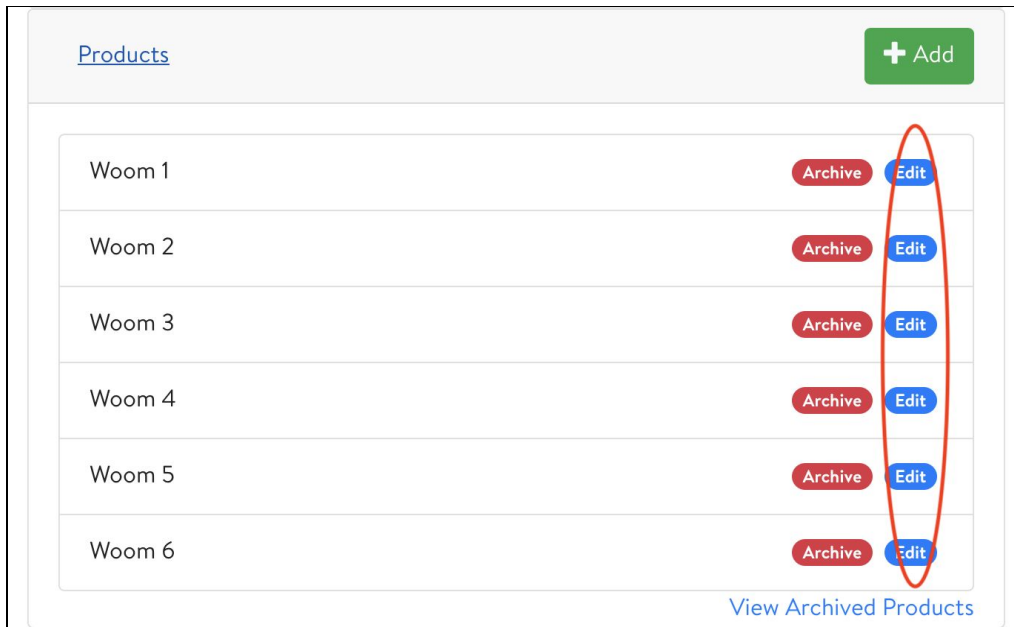 Products + Add
Woom 1 Archive Edit
Woom 2 Archive Edit
Woom 3 Archive Edit
Woom 4 Archive Edit
Woom 5 Archive Edit
Woom 6 Archive Edit
View Archived Products